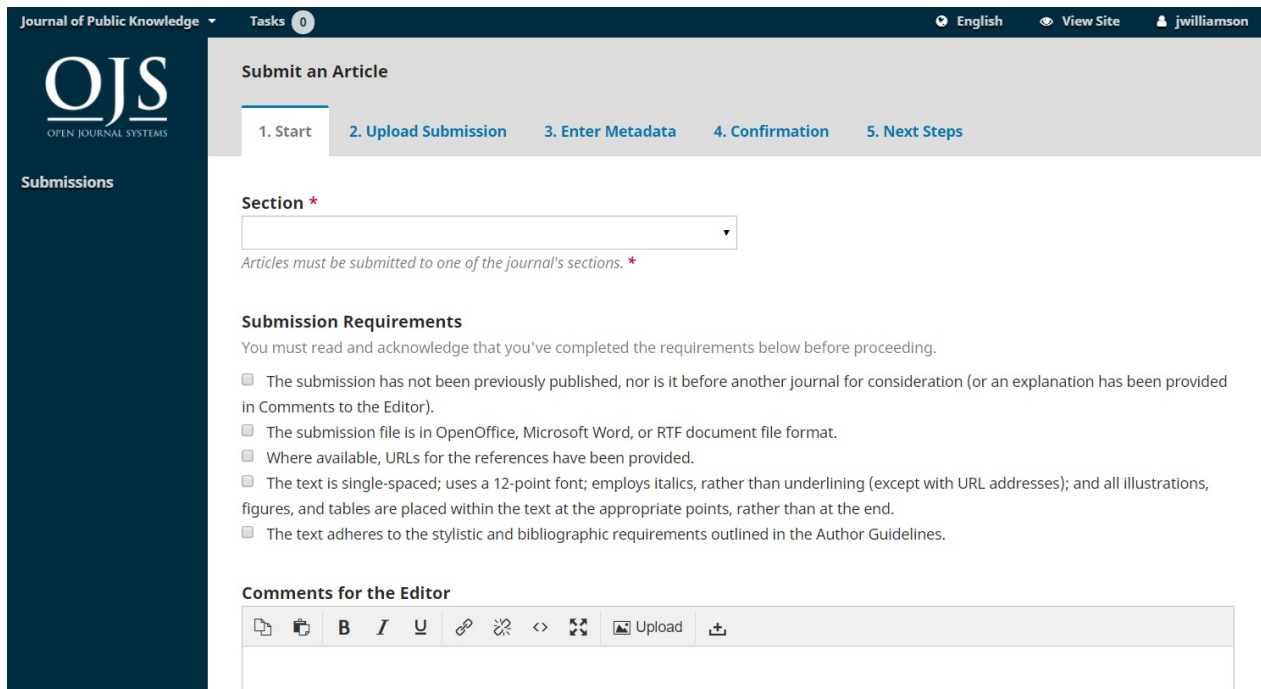 Journal of Public Knowledge Tasks 0 English View Site jwilliamson
OJS
OPEN JOURNAL SYSTEMS
Submissions
Submit an Article
1. Start 2. Upload Submission 3. Enter Metadata 4. Confirmation 5. Next Steps
Section *
Articles must be submitted to one of the journal's sections. *
Submission Requirements
You must read and acknowledge that you've completed the requirements below before proceeding.
The submission has not been previously published, nor is it before another journal for consideration (or an explanation has been provided
in Comments to the Editor).
The submission file is in OpenOffice, Microsoft Word, or RTF document file format.
Where available, URLs for the references have been provided.
The text is single-spaced; uses a 12-point font; employs italics, rather than underlining (except with URL addresses); and all illustrations,
figures, and tables are placed within the text at the appropriate points, rather than at the end.
The text adheres to the stylistic and bibliographic requirements outlined in the Author Guidelines.
Comments for the Editor
B I U <> Upload